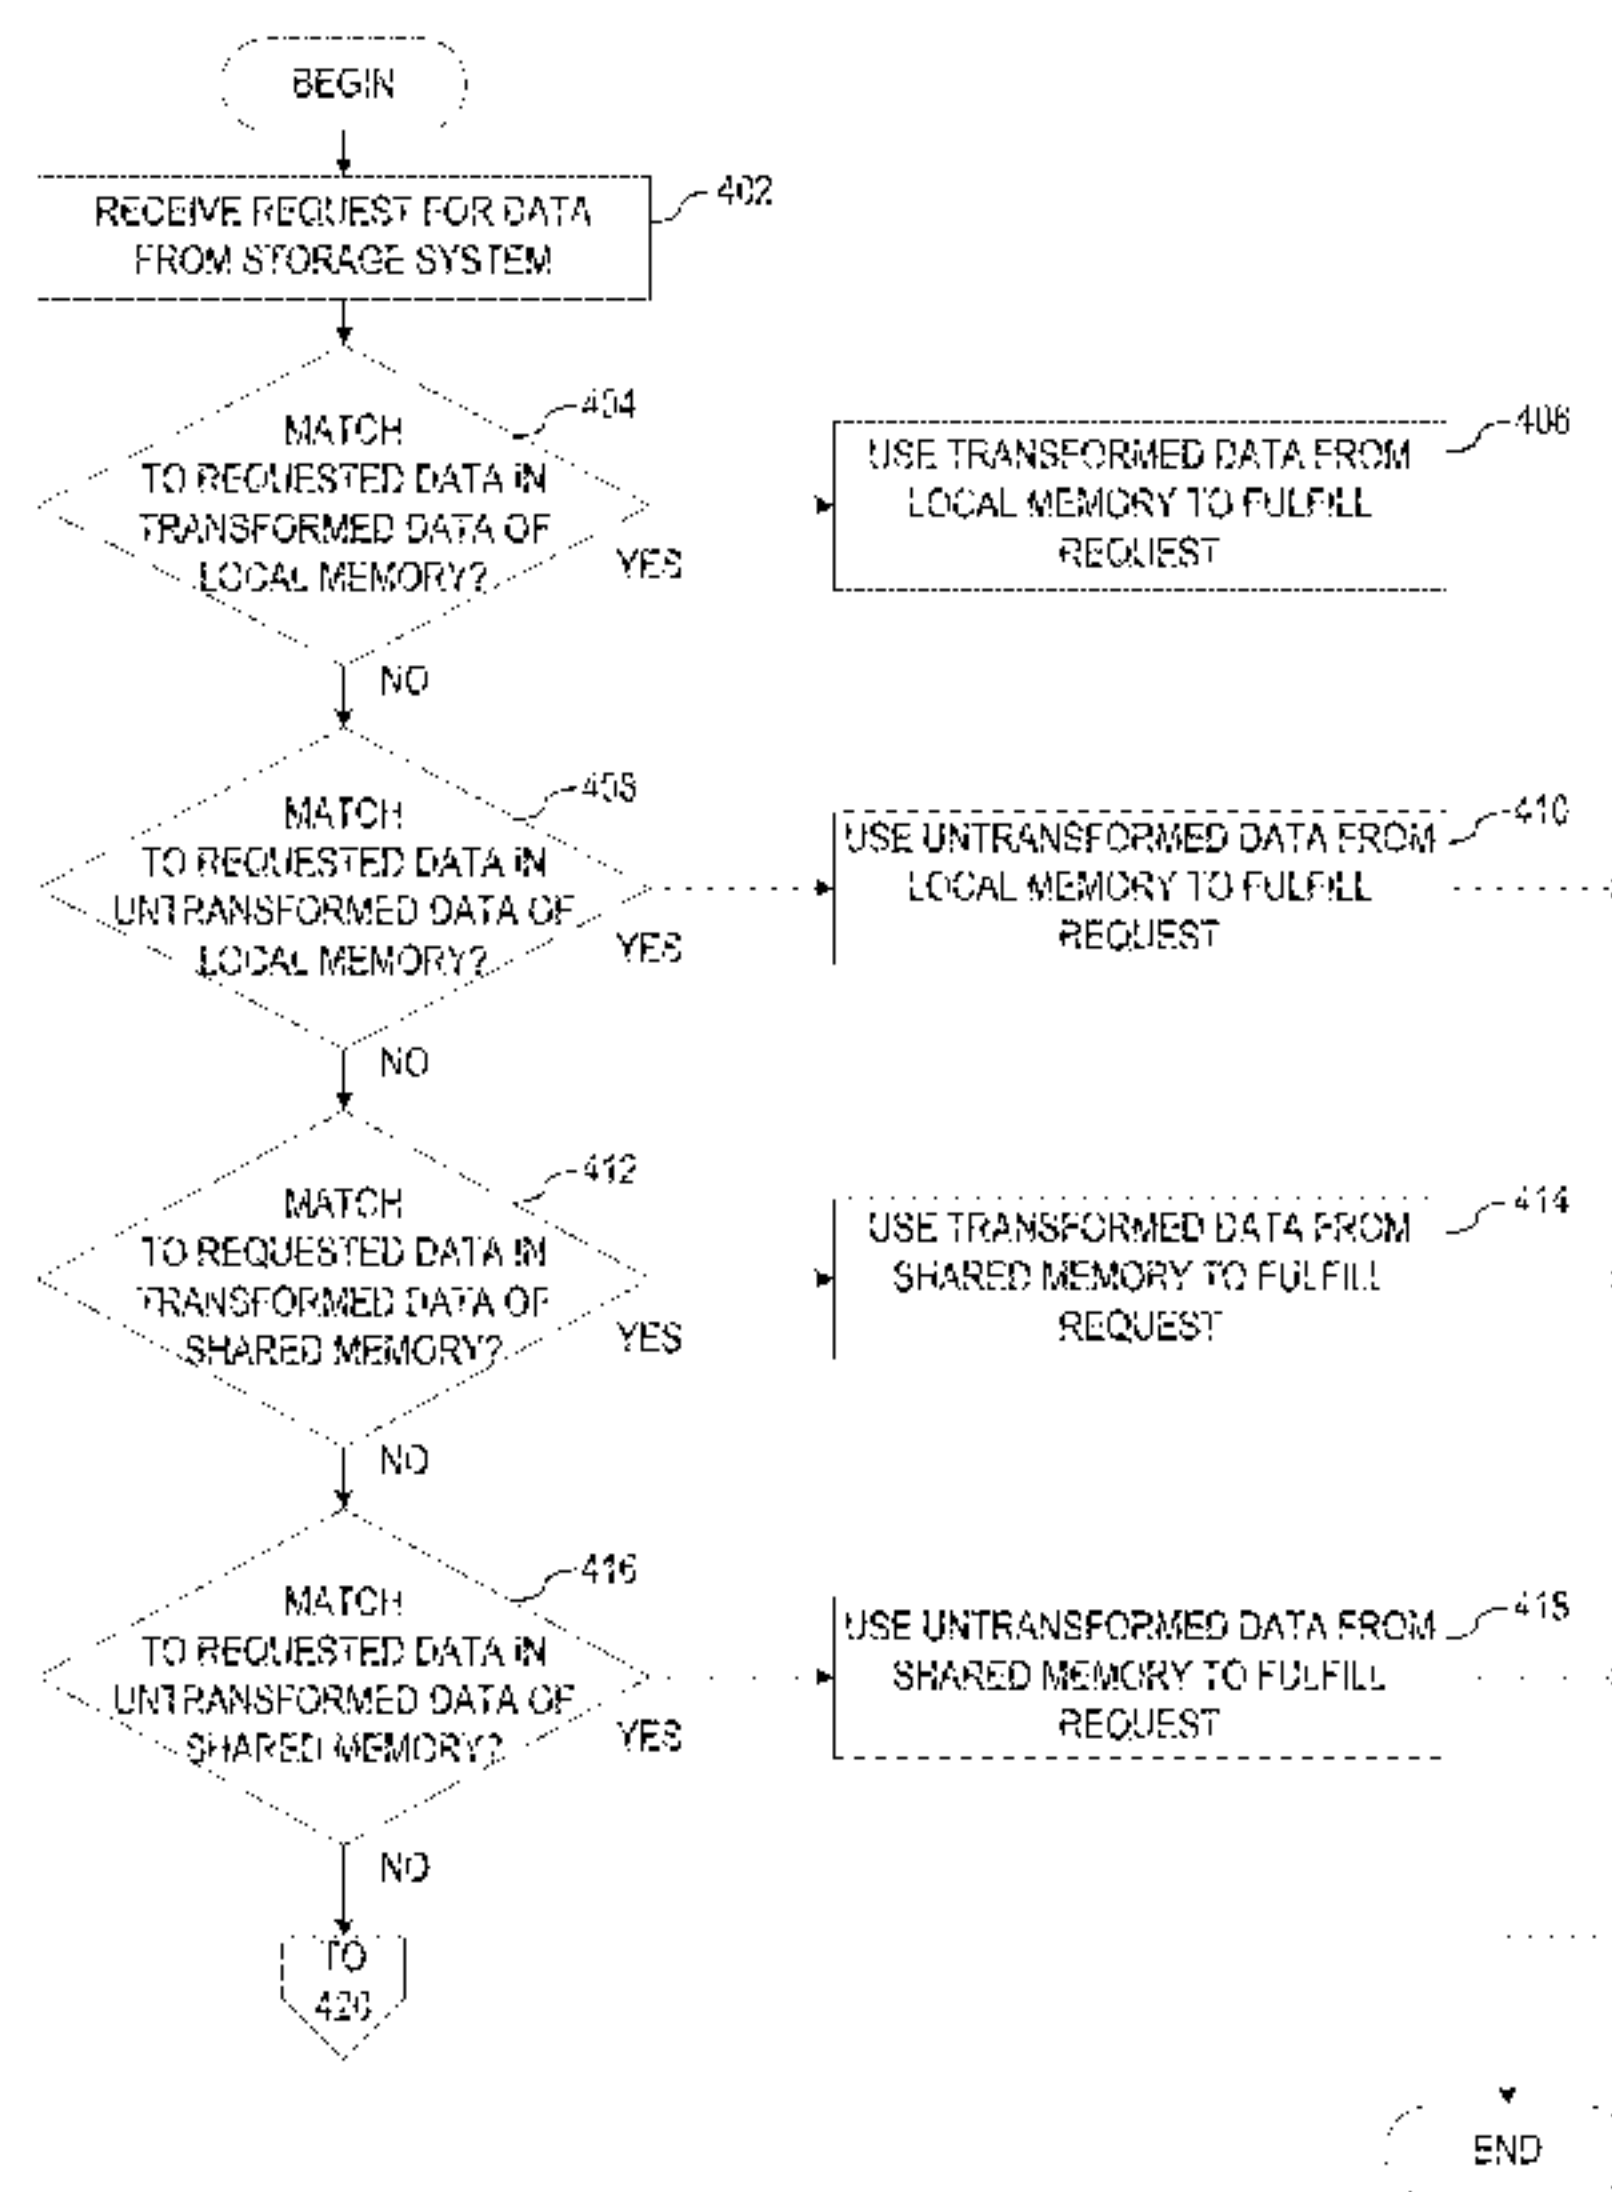 BEGIN
RECEIVE REQUEST FOR DATA
FROM STORAGE SYSTEM
402
MATCH
TO REQUESTED DATA IN
TRANSFORMED DATA OF
LOCAL MEMORY?
404
YES
NO
USE TRANSFORMED DATA FROM
LOCAL MEMORY TO FULFILL
REQUEST
406
MATCH
TO REQUESTED DATA IN
UNTRANSFORMED DATA OF
LOCAL MEMORY?
408
YES
NO
USE UNTRANSFORMED DATA FROM
LOCAL MEMORY TO FULFILL
REQUEST
410
MATCH
TO REQUESTED DATA IN
TRANSFORMED DATA OF
SHARED MEMORY?
412
YES
NO
USE TRANSFORMED DATA FROM
SHARED MEMORY TO FULFILL
REQUEST
414
MATCH
TO REQUESTED DATA IN
UNTRANSFORMED DATA OF
SHARED MEMORY?
416
YES
NO
USE UNTRANSFORMED DATA FROM
SHARED MEMORY TO FULFILL
REQUEST
418
TO
420
END